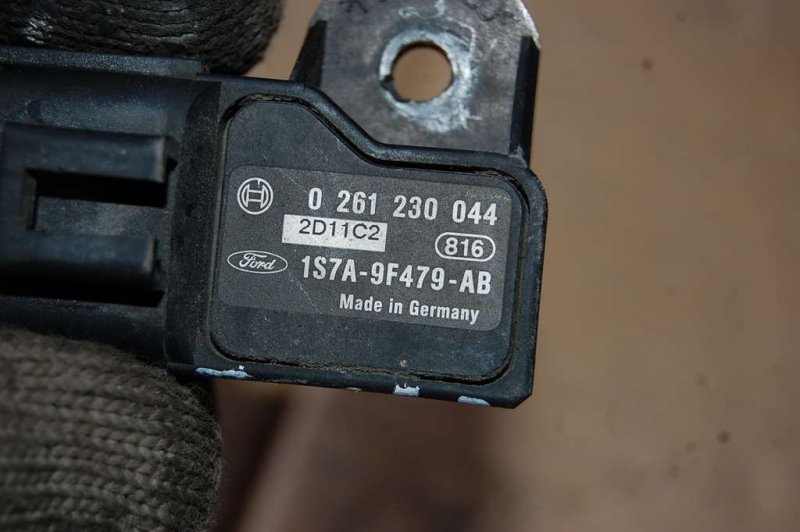 0 261 230 044
2D11C2
816
Ford
1S7A-9F479-AB
Made in Germany